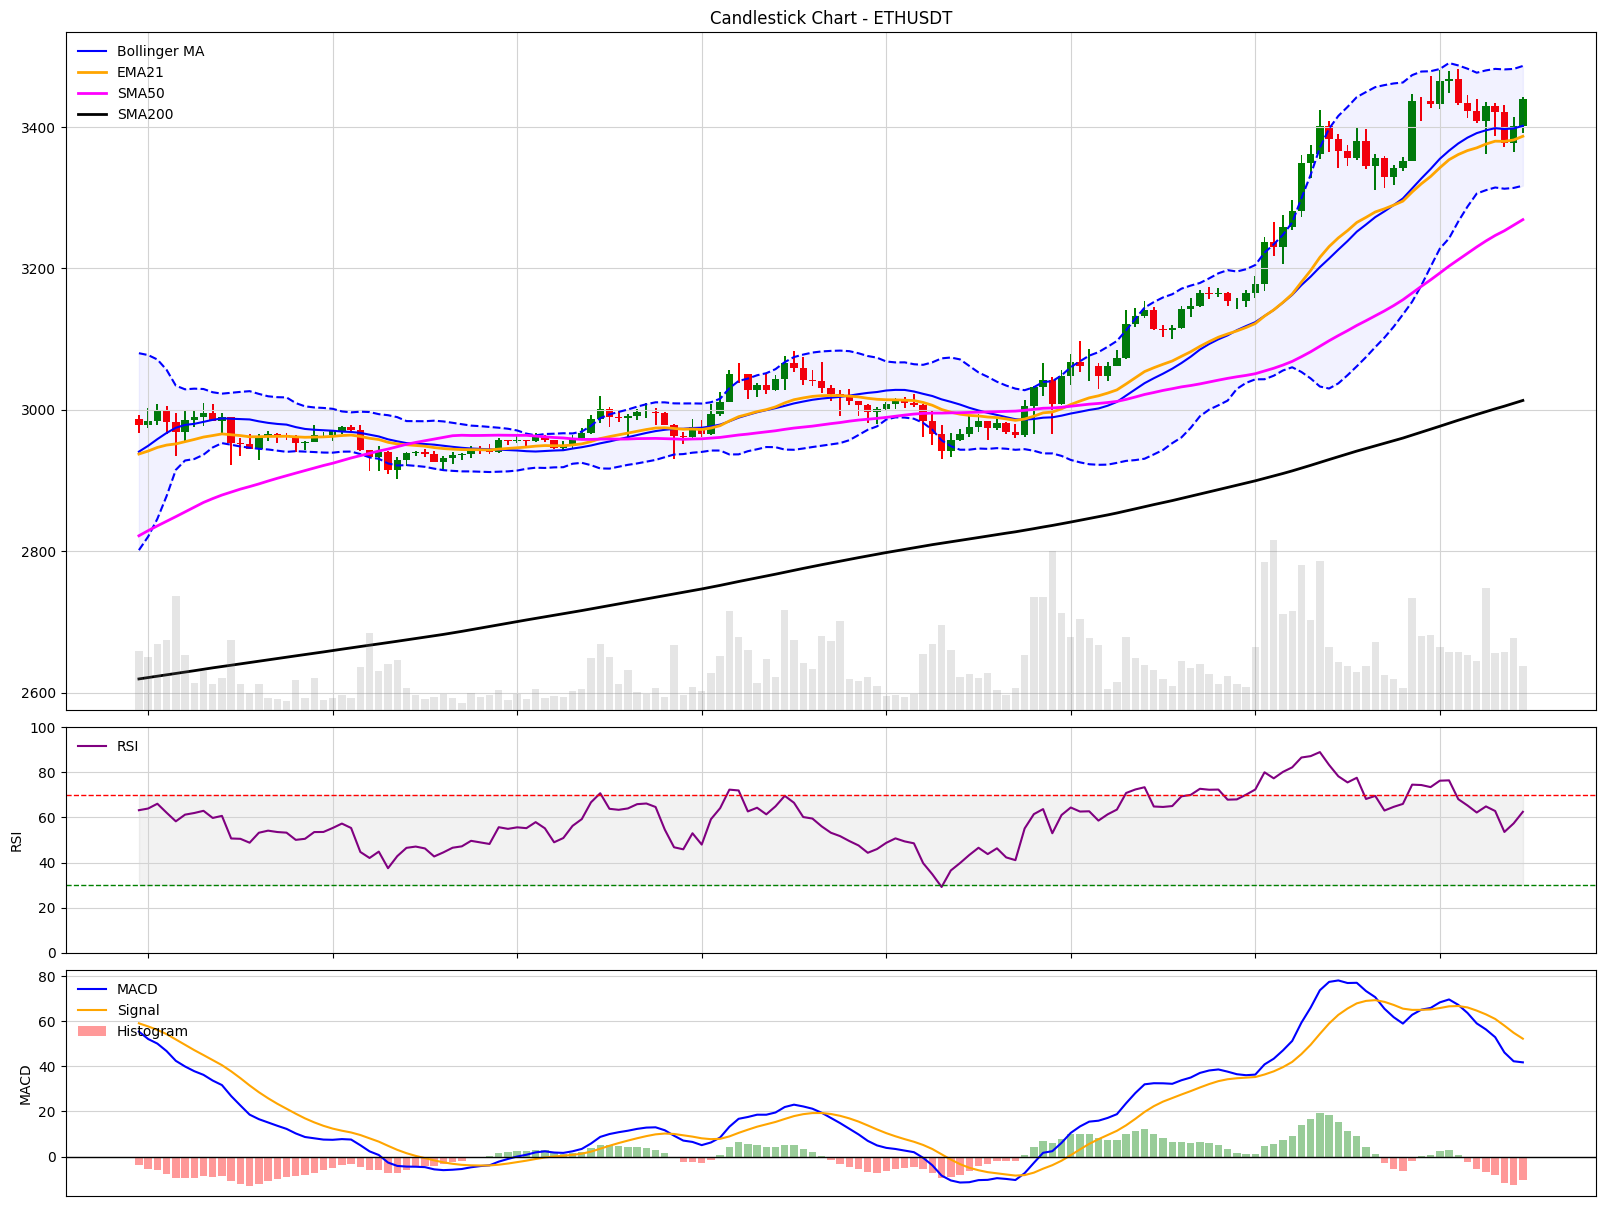 Candlestick Chart - ETHUSDT
Bollinger MA
EMA21
SMA50
SMA200
3400
3200
3000
2800
2600
RSI
100
80
60
40
20
0
RSI
MACD
Signal
Histogram
80
60
40
20
0
MACD